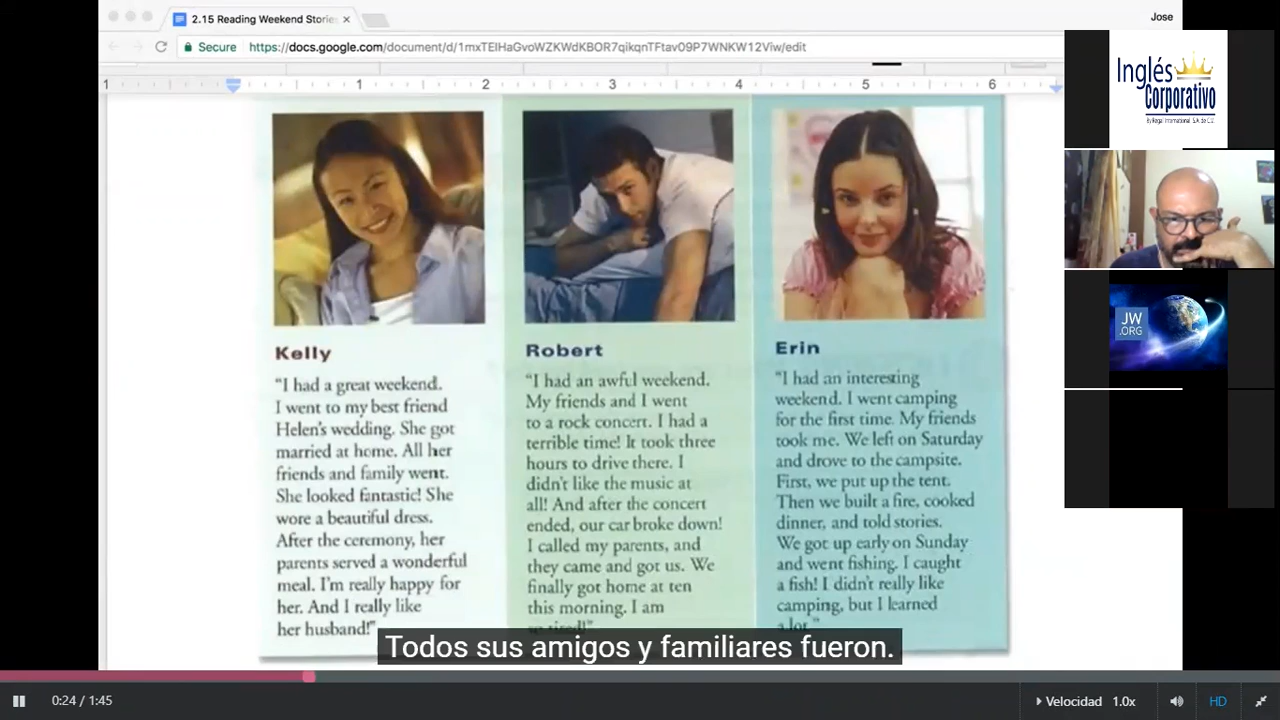 2.15 Reading Weekend Stories
Jose
Secure https://docs.google.com/document/d/1mxTEIHaGvoWZKWdKBOR7qikqnTFtav09P7WNKW12Viw/edit
1 1 2 3 4 5 6
Inglés
Corporativo
By Regal International S.A. de C.V.
JW
.ORG
Kelly
"I had a great weekend.
I went to my best friend
Helen's wedding. She got
married at home. All her
friends and family went.
She looked fantastic! She
wore a beautiful dress.
After the ceremony, her
parents served a wonderful
meal. I'm really happy for
her. And I really like
her husband!"
Robert
"I had an awful weekend.
My friends and I went
to a rock concert. I had a
terrible time! It took three
hours to drive there. I
didn't like the music at
all! And after the concert
ended, our car broke down!
I called my parents, and
they came and got us. We
finally got home at ten
this morning. I am
Erin
"I had an interesting
weekend. I went camping
for the first time. My friends
took me. We left on Saturday
and drove to the campsite.
First, we put up the tent.
Then we built a fire, cooked
dinner, and told stories.
We got up early on Sunday
and went fishing. I caught
a fish! I didn't really like
camping, but I learned
a lot."
Todos sus amigos y familiares fueron.
0:24 / 1:45
Velocidad 1.0x
HD